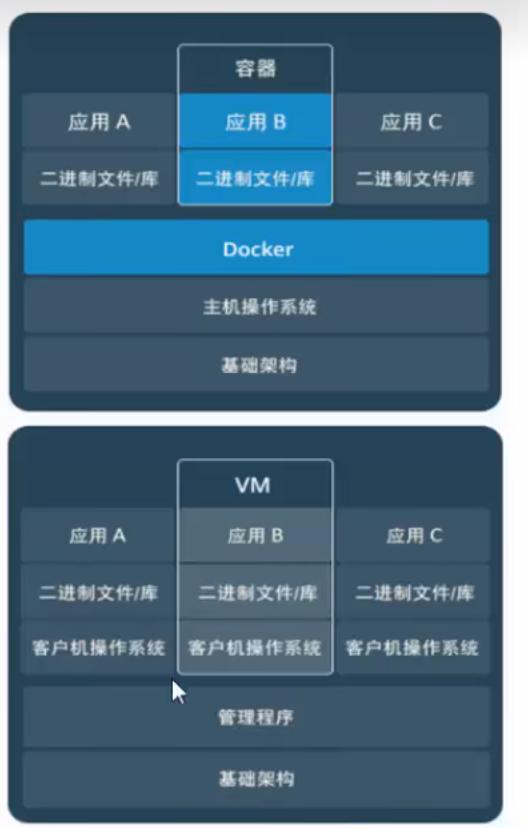 容器
应用 A 应用 B 应用 C
二进制文件/库 二进制文件/库 二进制文件/库
Docker
主机操作系统
基础架构
VM
应用 A 应用 B 应用 C
二进制文件/库 二进制文件/库 二进制文件/库
客户机操作系统 客户机操作系统 客户机操作系统
管理程序
基础架构